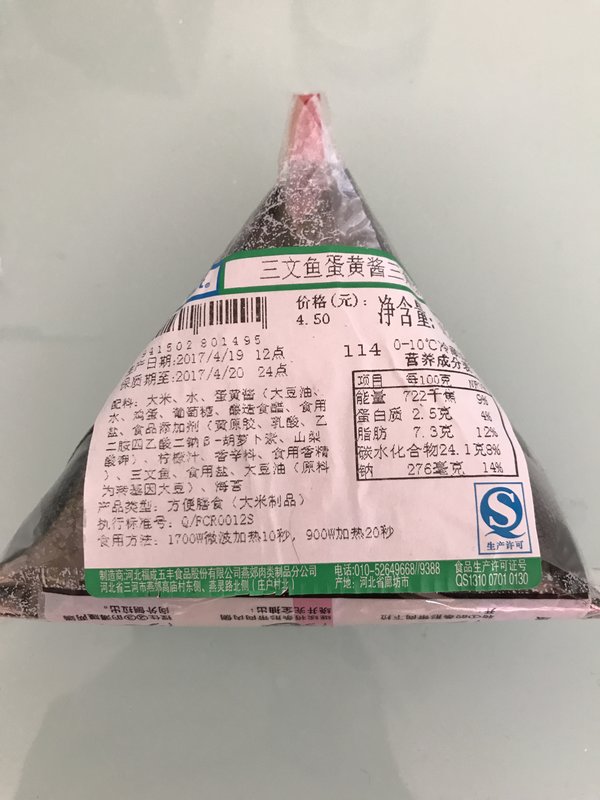 三文鱼蛋黄酱三
价格(元):
4.50
净含量:
41502 801495
产日期:2017/4/19 12点
保质期至:2017/4/20 24点
114
0-10℃冷
营养成分
项目 每100克
能量 722千焦 9%
蛋白质 2.5克 4%
脂肪 7.3克 12%
碳水化合物24.1克8%
钠 276毫克 14%
配料: 大米、水、蛋黄酱(大豆油、
水、鸡蛋、葡萄糖、酿造食醋、食用
盐、食品添加剂(黄原胶、乳酸、乙
二胺四乙酸二钠β-胡萝卜素、山梨
酸钾)、柠檬汁、香辛料、食用香精
)、三文鱼、食用盐、大豆油(原料
为转基因大豆)、海苔
产品类型: 方便膳食(大米制品)
执行标准号: Q/FCR0012S
食用方法: 1700W微波加热10秒, 900W加热20秒
生产许可
制造商:河北福成五丰食品股份有限公司燕郊肉类制品分公司
河北省三河市燕郊高庙村东侧、燕灵路北侧(庄户村北)
电话:010-52649668/9388
产地: 河北省廊坊市
食品生产许可证号
QS1310 0701 0130